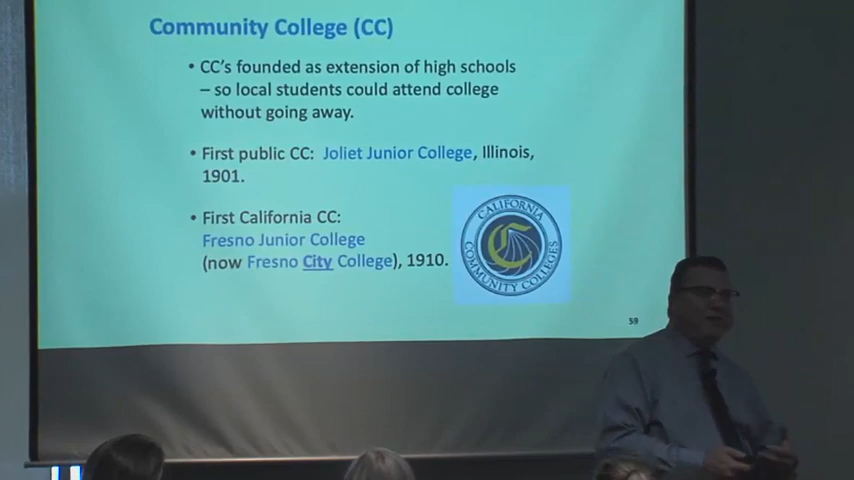 Community College (CC)
• CC's founded as extension of high schools
– so local students could attend college
without going away.
• First public CC: Joliet Junior College, Illinois,
1901.
• First California CC:
Fresno Junior College
(now Fresno City College), 1910.
CALIFORNIA
C
COMMUNITY COLLEGES
59